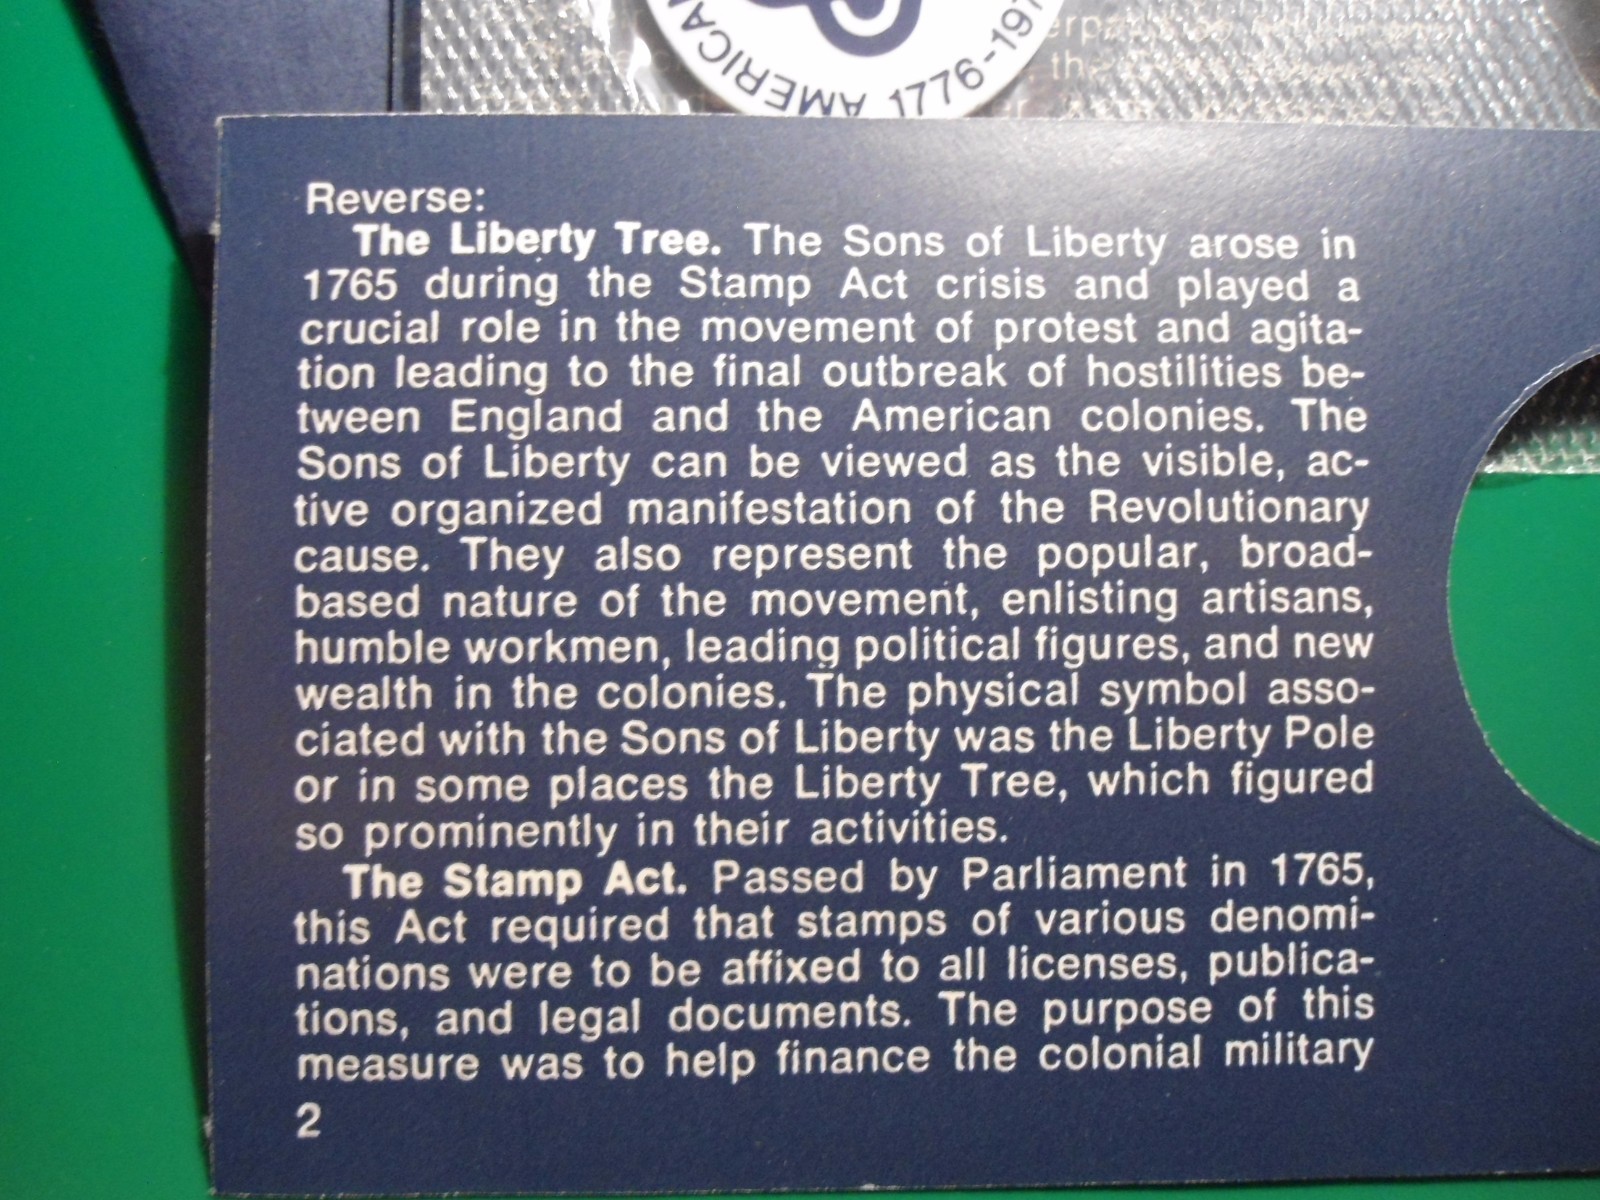 AMERICAN 1776-197
Reverse:
The Liberty Tree. The Sons of Liberty arose in
1765 during the Stamp Act crisis and played a
crucial role in the movement of protest and agita-
tion leading to the final outbreak of hostilities be-
tween England and the American colonies. The
Sons of Liberty can be viewed as the visible, ac-
tive organized manifestation of the Revolutionary
cause. They also represent the popular, broad-
based nature of the movement, enlisting artisans,
humble workmen, leading political figures, and new
wealth in the colonies. The physical symbol asso-
ciated with the Sons of Liberty was the Liberty Pole
or in some places the Liberty Tree, which figured
so prominently in their activities.
The Stamp Act. Passed by Parliament in 1765,
this Act required that stamps of various denomi-
nations were to be affixed to all licenses, publica-
tions, and legal documents. The purpose of this
measure was to help finance the colonial military
2